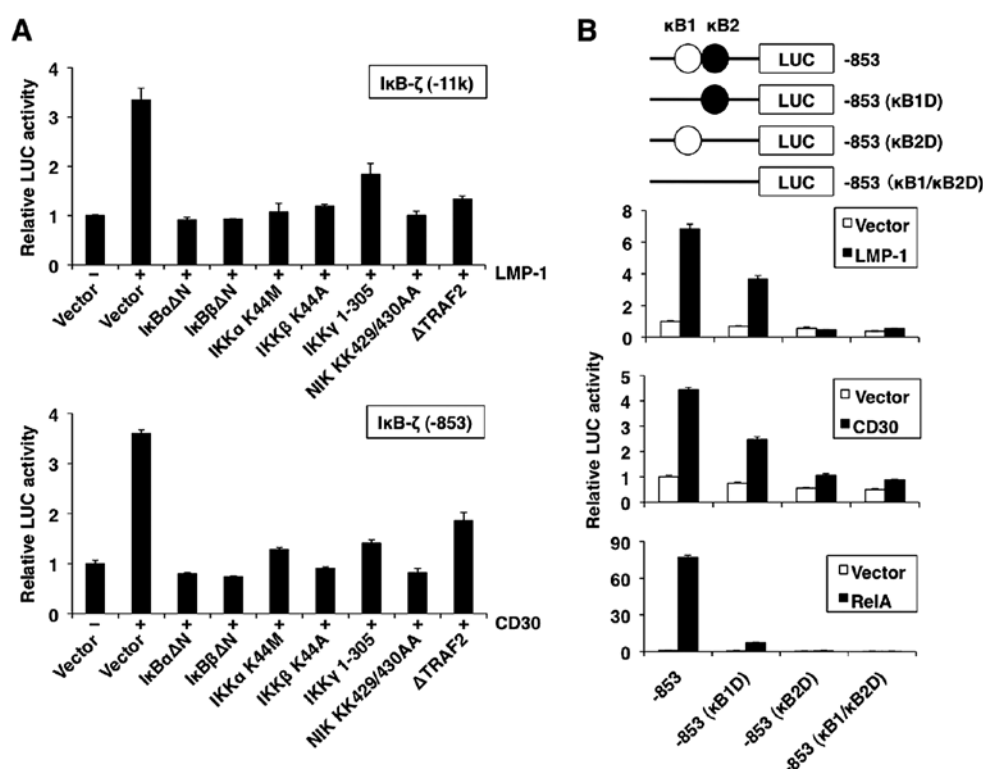 A
IκB-ζ (-11k)
Relative LUC activity
4
3
2
1
0
− + + + + + + + + LMP-1
Vector
Vector
IκBαΔN
IκBβΔN
IKKα K44M
IKKβ K44A
IKKγ 1-305
NIK KK429/430AA
ΔTRAF2
IκB-ζ (-853)
Relative LUC activity
4
3
2
1
0
− + + + + + + + + CD30
Vector
Vector
IκBαΔN
IκBβΔN
IKKα K44M
IKKβ K44A
IKKγ 1-305
NIK KK429/430AA
ΔTRAF2
B
κB1 κB2
LUC -853
LUC -853 (κB1D)
LUC -853 (κB2D)
LUC -853 (κB1/κB2D)
Relative LUC activity
Vector
LMP-1
8
6
4
2
0
Vector
CD30
5
4
3
2
1
0
Vector
RelA
90
60
30
0
-853
-853 (κB1D)
-853 (κB2D)
-853 (κB1/κB2D)